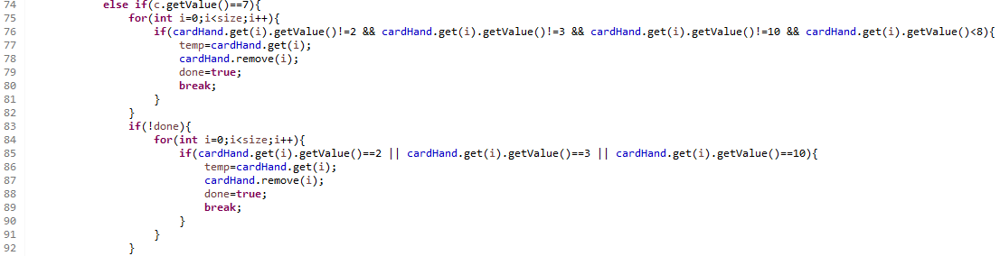 74 else if(c.getValue()==7){
75 for(int i=0;i<size;i++){
76 if(cardHand.get(i).getValue()!=2 && cardHand.get(i).getValue()!=3 && cardHand.get(i).getValue()!=10 && cardHand.get(i).getValue()<8){
77 temp=cardHand.get(i);
78 cardHand.remove(i);
79 done=true;
80 break;
81 }
82 }
83 if(!done){
84 for(int i=0;i<size;i++){
85 if(cardHand.get(i).getValue()==2 || cardHand.get(i).getValue()==3 || cardHand.get(i).getValue()==10){
86 temp=cardHand.get(i);
87 cardHand.remove(i);
88 done=true;
89 break;
90 }
91 }
92 }